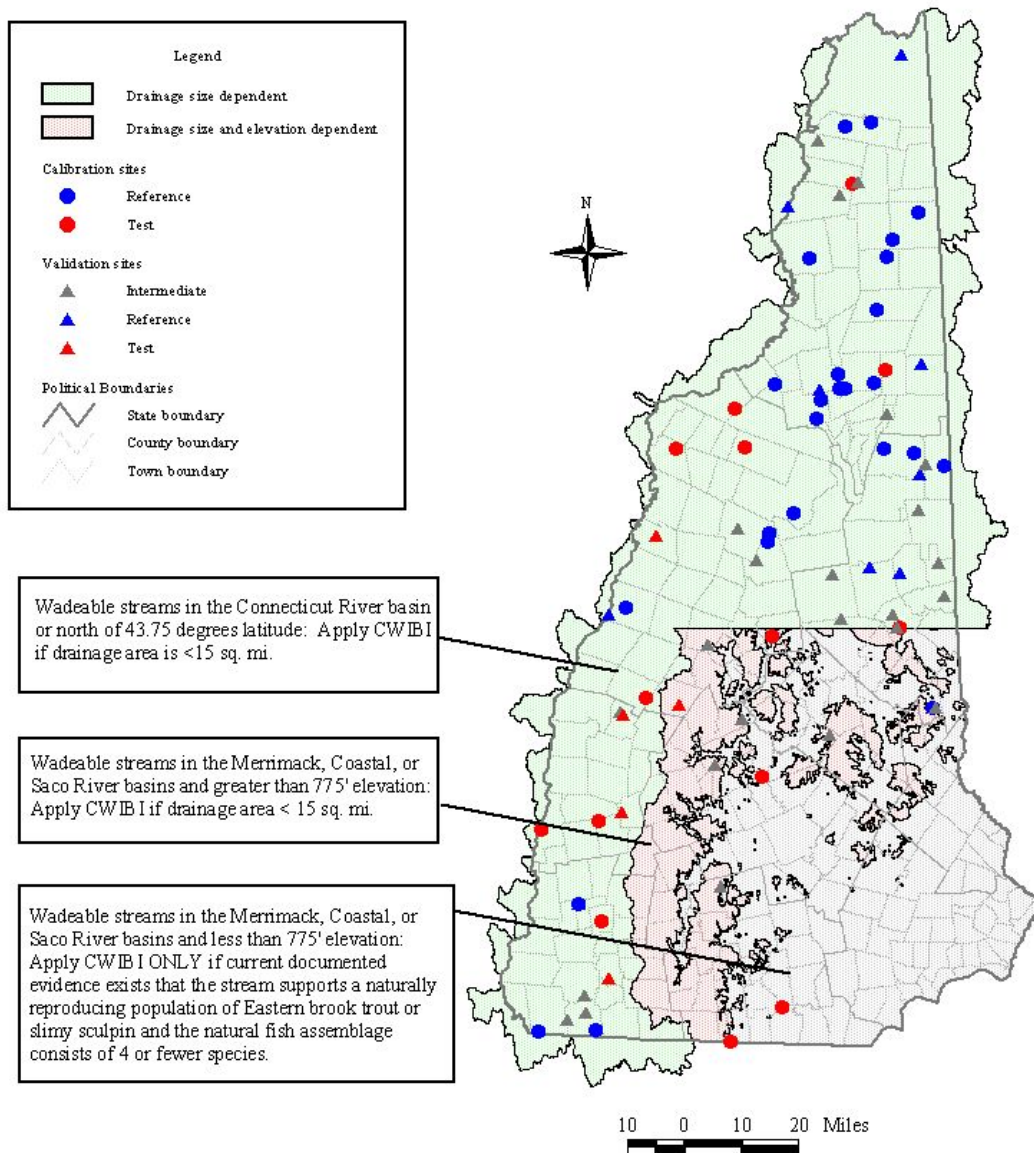 Legend
Drainage size dependent
Drainage size and elevation dependent
Calibration sites
Reference
Test
Validation sites
Intermediate
Reference
Test
Political Boundaries
State boundary
County boundary
Town boundary
N
Wadeable streams in the Connecticut River basin
or north of 43.75 degrees latitude: Apply CWIBI
if drainage area is <15 sq. mi.
Wadeable streams in the Merrimack, Coastal, or
Saco River basins and greater than 775' elevation:
Apply CWIBI if drainage area < 15 sq. mi.
Wadeable streams in the Merrimack, Coastal, or
Saco River basins and less than 775' elevation:
Apply CWIBI ONLY if current documented
evidence exists that the stream supports a naturally
reproducing population of Eastern brook trout or
slimy sculpin and the natural fish assemblage
consists of 4 or fewer species.
10 0 10 20 Miles